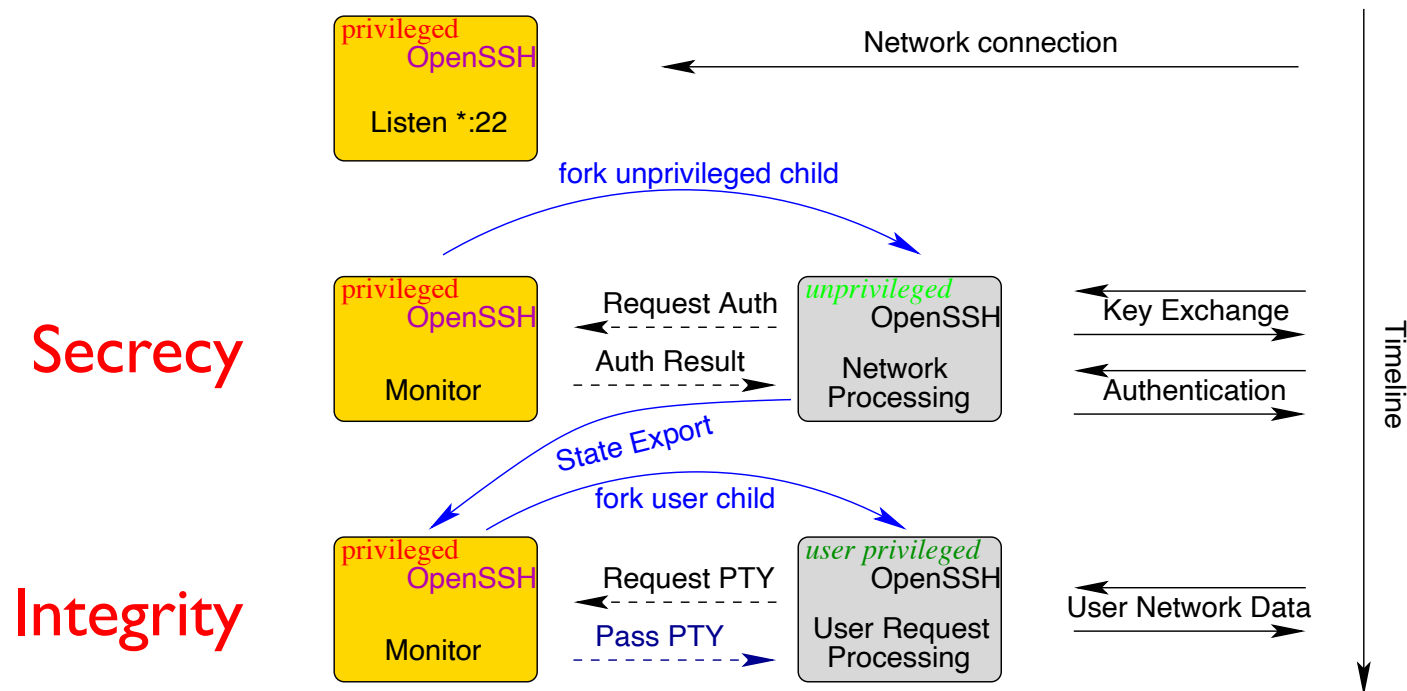 privileged
OpenSSH
Listen *:22
Network connection
fork unprivileged child
Secrecy
privileged
OpenSSH
Monitor
Request Auth
Auth Result
unprivileged
OpenSSH
Network
Processing
Key Exchange
Authentication
Timeline
State Export
fork user child
Integrity
privileged
OpenSSH
Monitor
Request PTY
Pass PTY
user privileged
OpenSSH
User Request
Processing
User Network Data